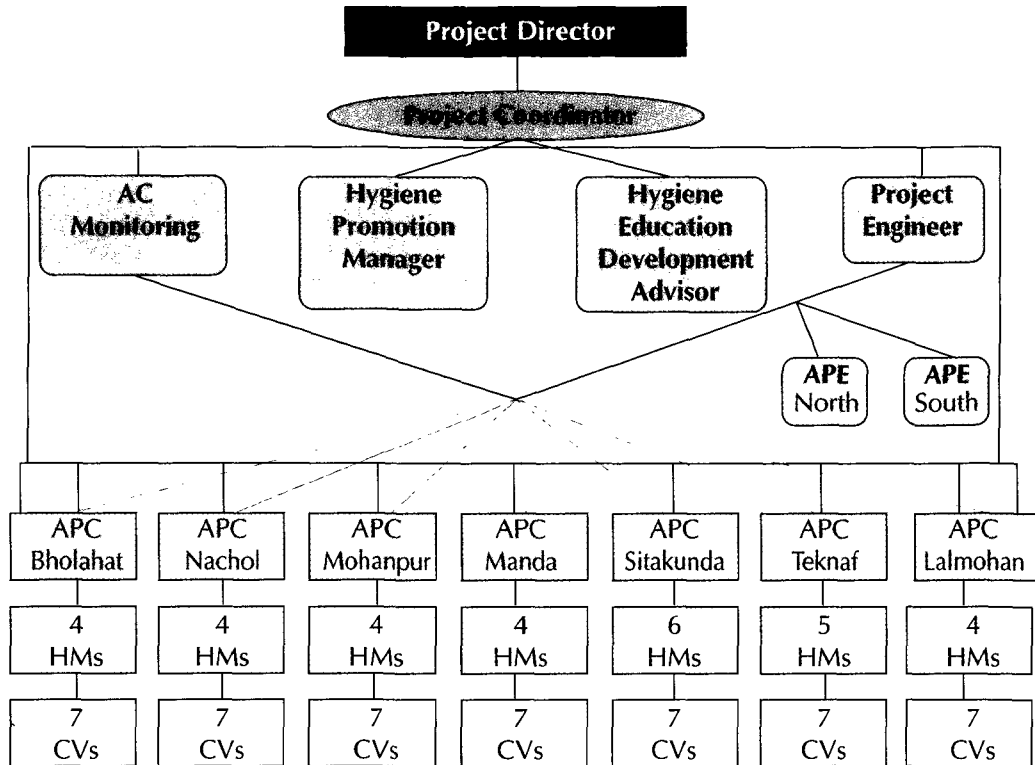 Project Director
Project Coordinator
AC
Monitoring
Hygiene
Promotion
Manager
Hygiene
Education
Development
Advisor
Project
Engineer
APE
North
APE
South
APC
Bholahat
APC
Nachol
APC
Mohanpur
APC
Manda
APC
Sitakunda
APC
Teknaf
APC
Lalmohan
4
HMs
4
HMs
4
HMs
4
HMs
6
HMs
5
HMs
4
HMs
7
CVs
7
CVs
7
CVs
7
CVs
7
CVs
7
CVs
7
CVs